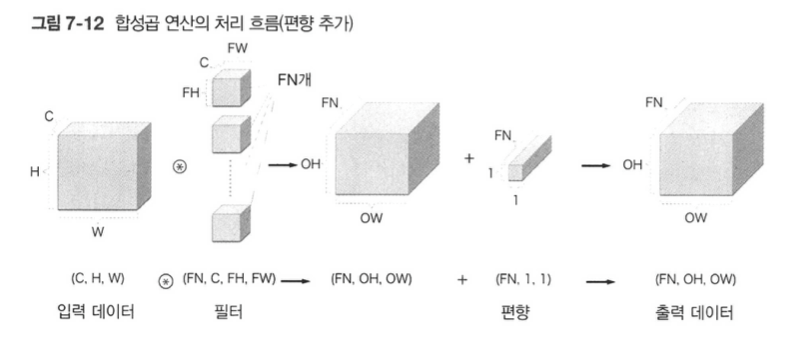 그림 7-12 합성곱 연산의 처리 흐름(편향 추가)
FW
C
FH
FN개
C
H
W
⊛
FN
OH
OW
+
FN
1
1
FN
OH
OW
(C, H, W) ⊛ (FN, C, FH, FW) → (FN, OH, OW) + (FN, 1, 1) → (FN, OH, OW)
입력 데이터 필터 편향 출력 데이터